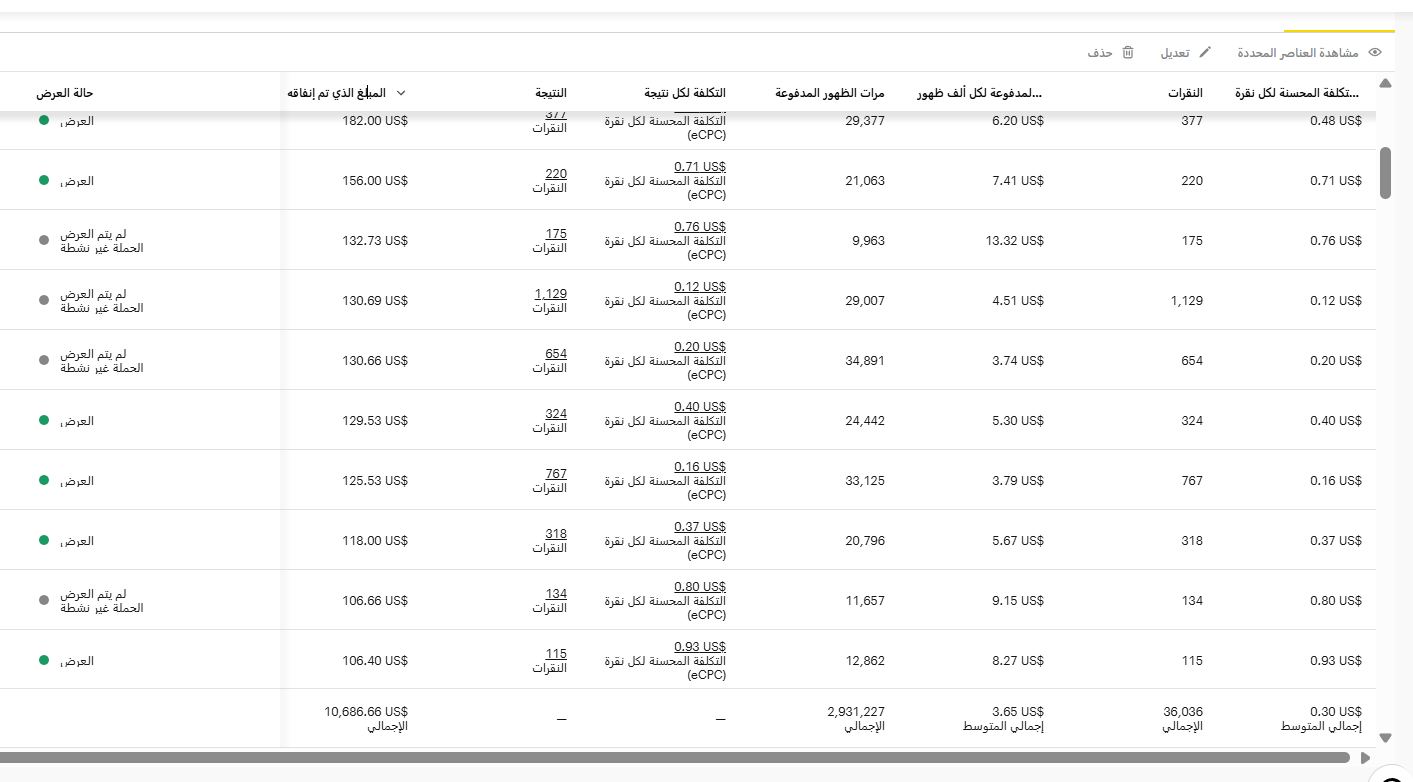 مشاهدة العناصر المحددة تعديل حذف
...تكلفة المحسنة لكل نقرة النقرات ...لمدفوعة لكل ألف ظهور مرات الظهور المدفوعة التكلفة لكل نتيجة النتيجة المبلغ الذي تم إنفاقه حالة العرض
0.48 US$ 377 6.20 US$ 29,377 التكلفة المحسنة لكل نقرة 377 182.00 US$ العرض
(eCPC) النقرات
0.71 US$
0.71 US$ 220 7.41 US$ 21,063 التكلفة المحسنة لكل نقرة 220 156.00 US$ العرض
(eCPC) النقرات
0.76 US$ 175 لم يتم العرض
0.76 US$ 175 13.32 US$ 9,963 التكلفة المحسنة لكل نقرة النقرات 132.73 US$ الحملة غير نشطة
(eCPC)
0.12 US$ 1,129 لم يتم العرض
0.12 US$ 1,129 4.51 US$ 29,007 التكلفة المحسنة لكل نقرة النقرات 130.69 US$ الحملة غير نشطة
(eCPC)
0.20 US$ 654 لم يتم العرض
0.20 US$ 654 3.74 US$ 34,891 التكلفة المحسنة لكل نقرة النقرات 130.66 US$ الحملة غير نشطة
(eCPC)
0.40 US$ 324
0.40 US$ 324 5.30 US$ 24,442 التكلفة المحسنة لكل نقرة النقرات 129.53 US$ العرض
(eCPC)
0.16 US$ 767
0.16 US$ 767 3.79 US$ 33,125 التكلفة المحسنة لكل نقرة النقرات 125.53 US$ العرض
(eCPC)
0.37 US$ 318
0.37 US$ 318 5.67 US$ 20,796 التكلفة المحسنة لكل نقرة النقرات 118.00 US$ العرض
(eCPC)
0.80 US$ 134 لم يتم العرض
0.80 US$ 134 9.15 US$ 11,657 التكلفة المحسنة لكل نقرة النقرات 106.66 US$ الحملة غير نشطة
(eCPC)
0.93 US$ 115
0.93 US$ 115 8.27 US$ 12,862 التكلفة المحسنة لكل نقرة النقرات 106.40 US$ العرض
(eCPC)
0.30 US$ 36,036 3.65 US$ 2,931,227 — — 10,686.66 US$
إجمالي المتوسط الإجمالي إجمالي المتوسط الإجمالي الإجمالي